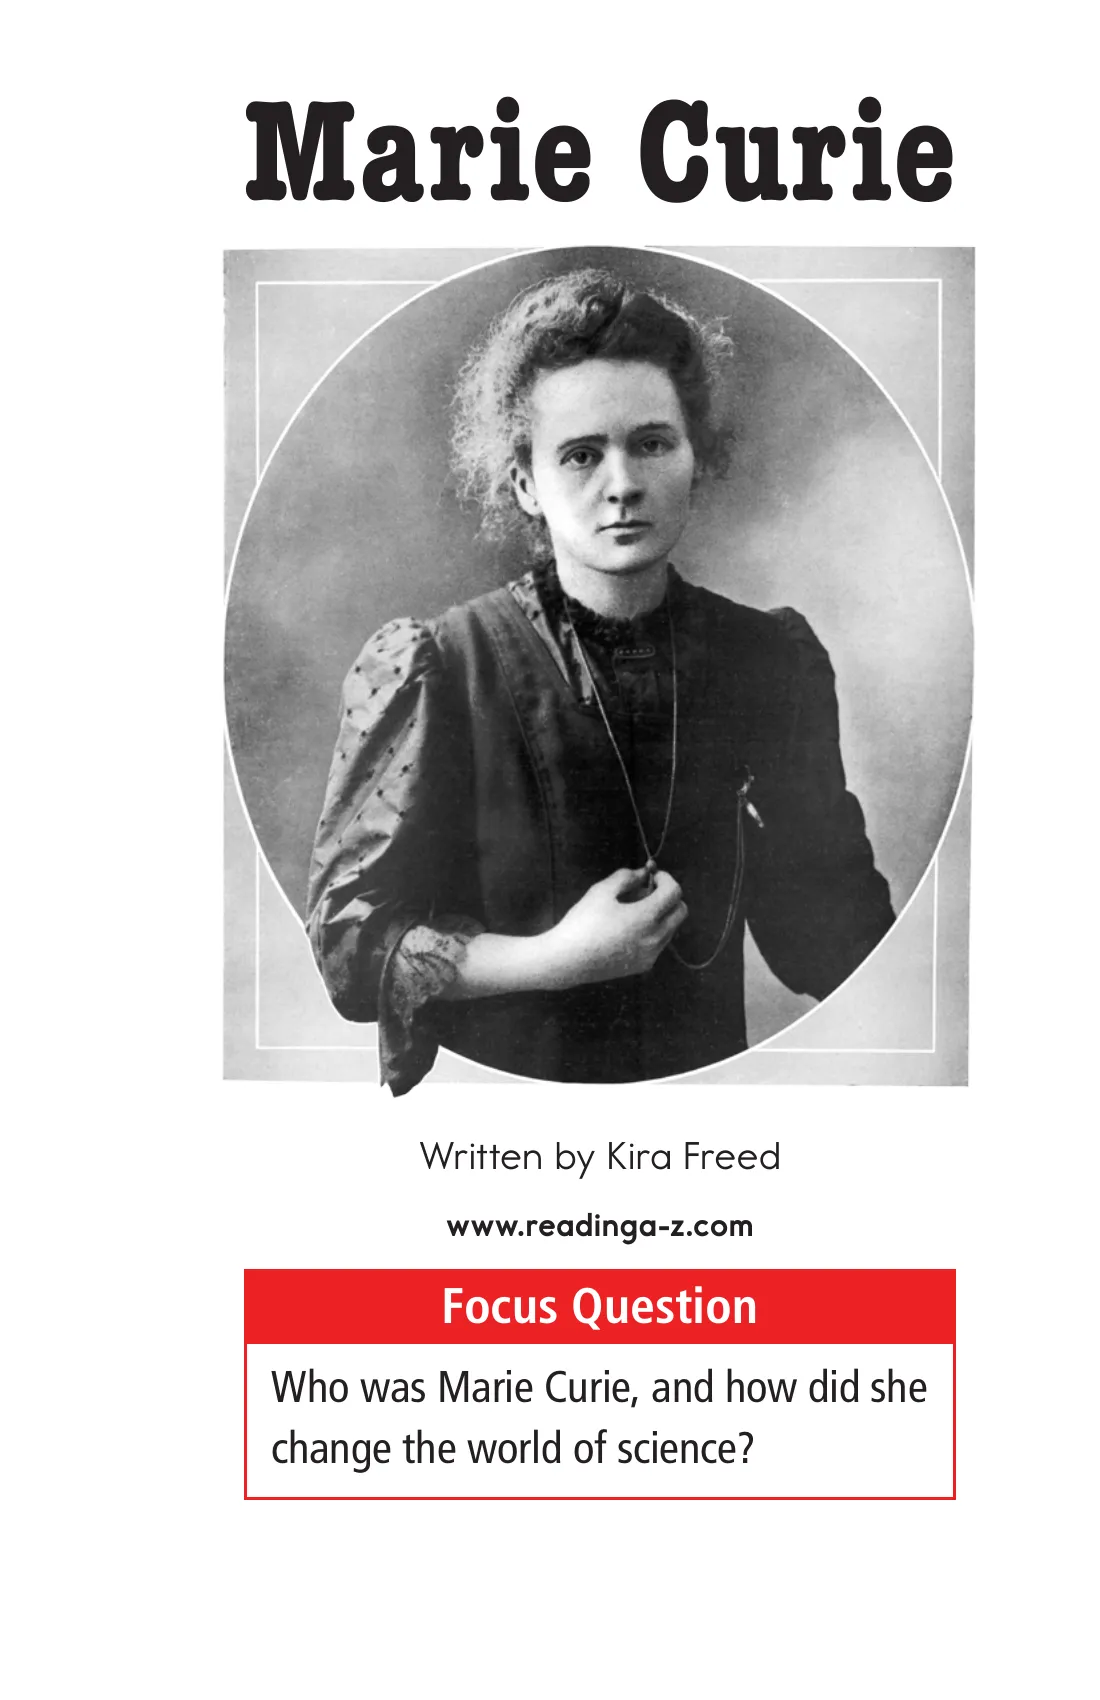 Marie Curie
Written by Kira Freed
www.readinga-z.com
Focus Question
Who was Marie Curie, and how did she
change the world of science?